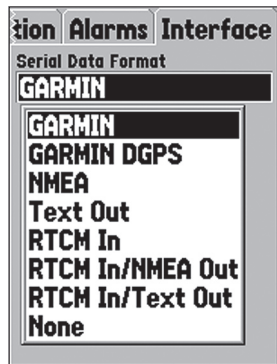 Alarms Interface
Serial Data Format
GARMIN
GARMIN
GARMIN DGPS
NMEA
Text Out
RTCM In
RTCM In/NMEA Out
RTCM In/Text Out
None